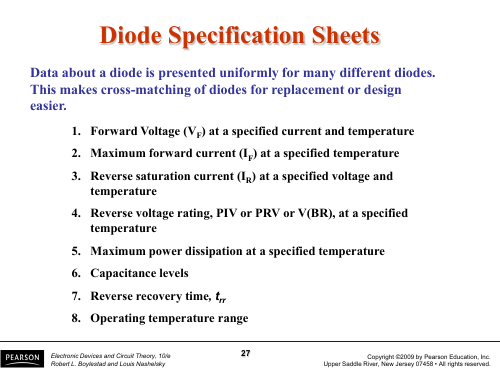 Diode Specification Sheets
Data about a diode is presented uniformly for many different diodes.
This makes cross-matching of diodes for replacement or design
easier.
1. Forward Voltage (VF) at a specified current and temperature
2. Maximum forward current (IF) at a specified temperature
3. Reverse saturation current (IR) at a specified voltage and
temperature
4. Reverse voltage rating, PIV or PRV or V(BR), at a specified
temperature
5. Maximum power dissipation at a specified temperature
6. Capacitance levels
7. Reverse recovery time, trr
8. Operating temperature range
PEARSON
Electronic Devices and Circuit Theory, 10/e
Robert L. Boylestad and Louis Nashelsky
27
Copyright ©2009 by Pearson Education, Inc.
Upper Saddle River, New Jersey 07458 • All rights reserved.